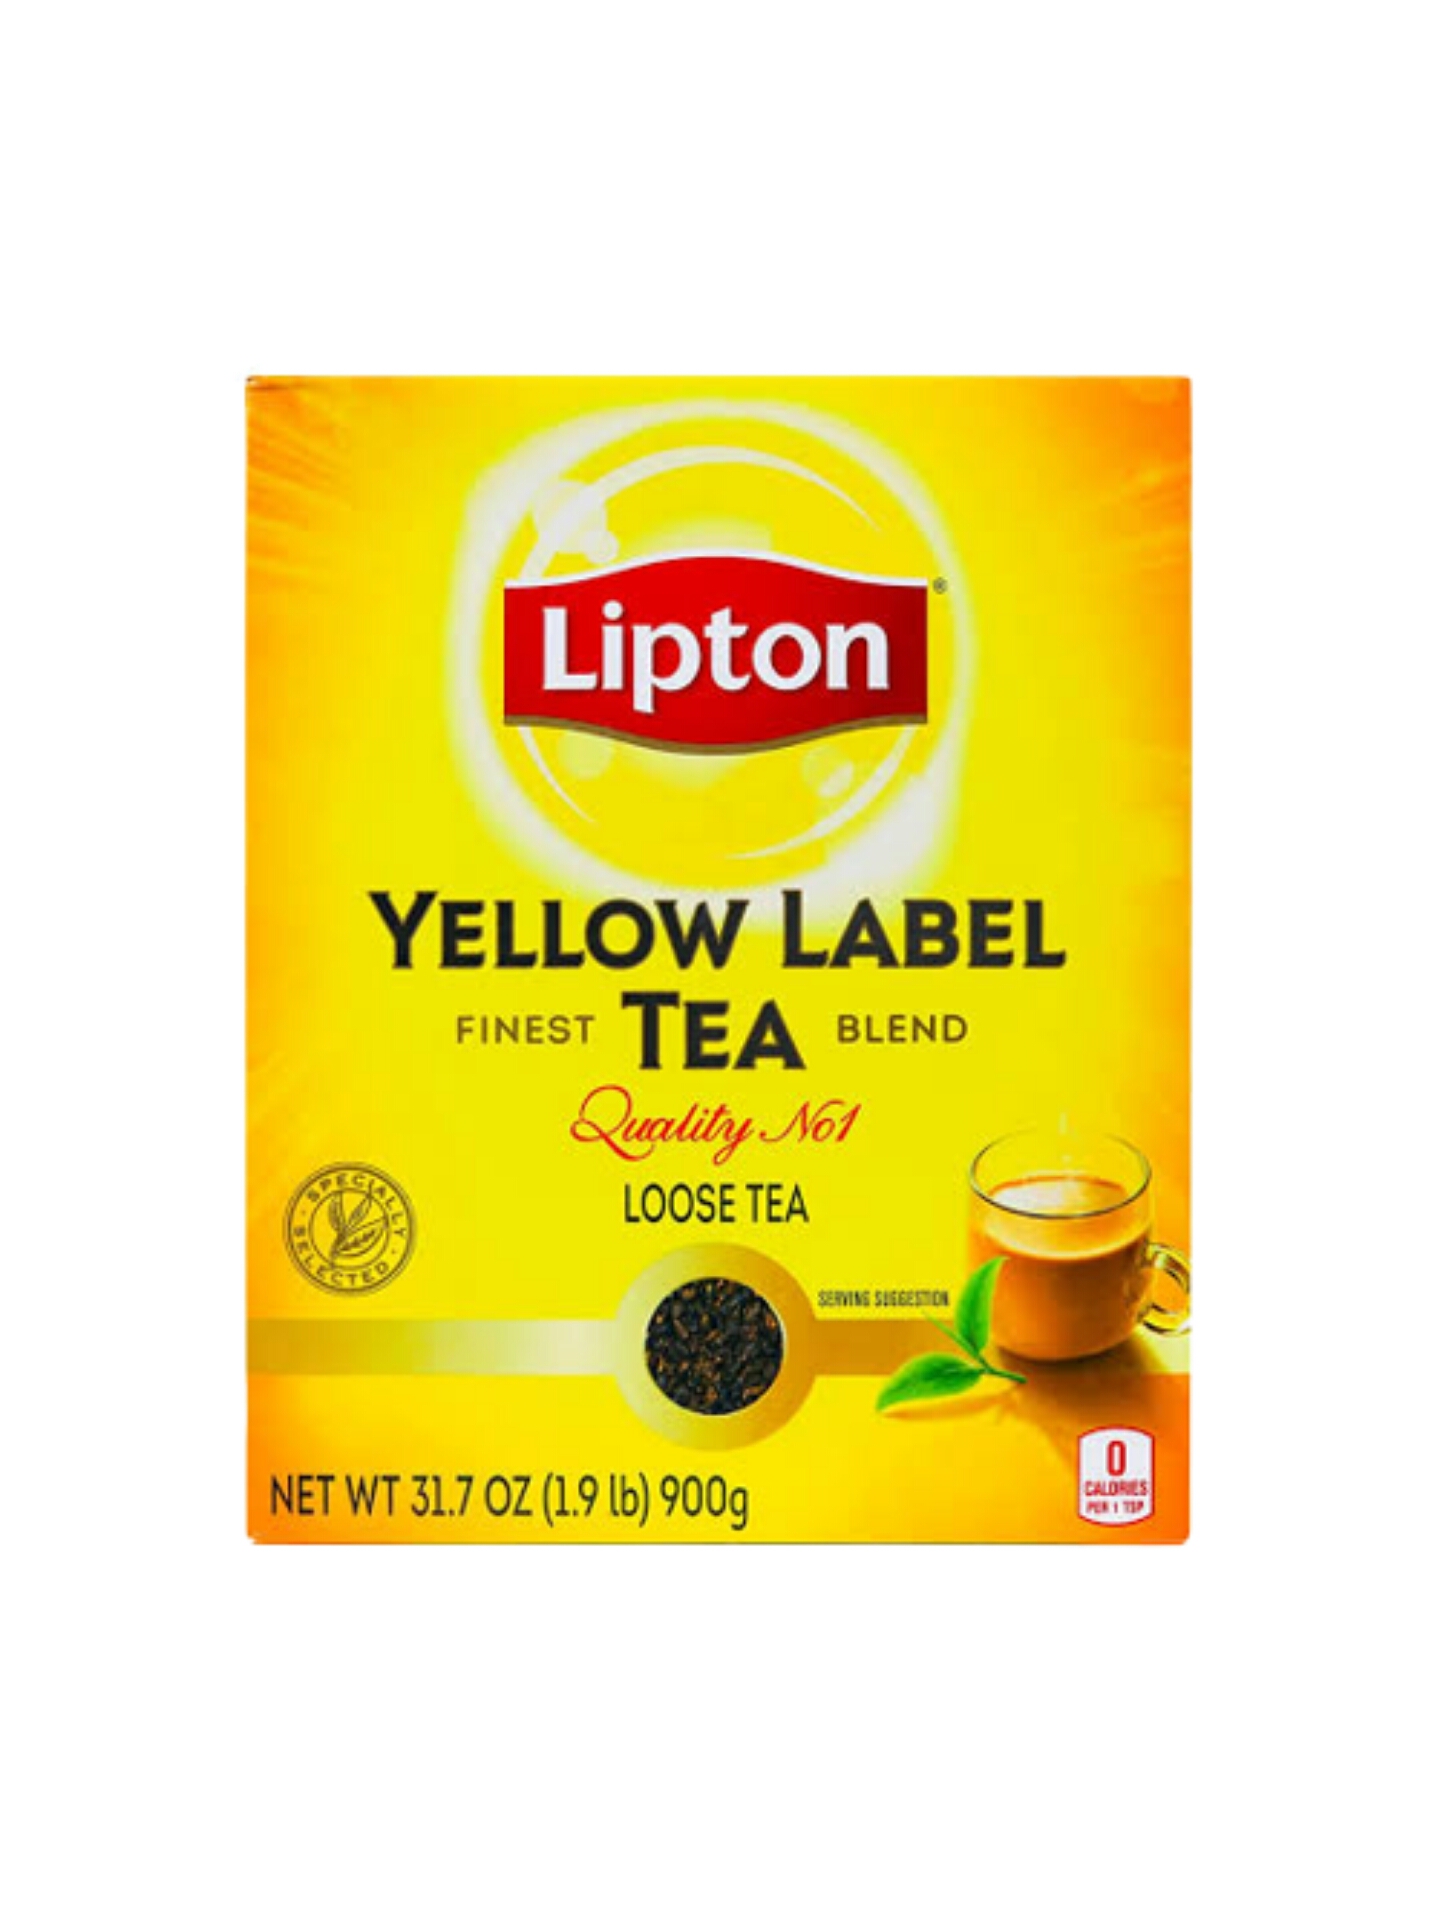 Lipton®
YELLOW LABEL
FINEST TEA BLEND
Quality No1
LOOSE TEA
SPECIALLY SELECTED
SERVING SUGGESTION
NET WT 31.7 OZ (1.9 lb) 900g
0
CALORIES
PER 1 TSP